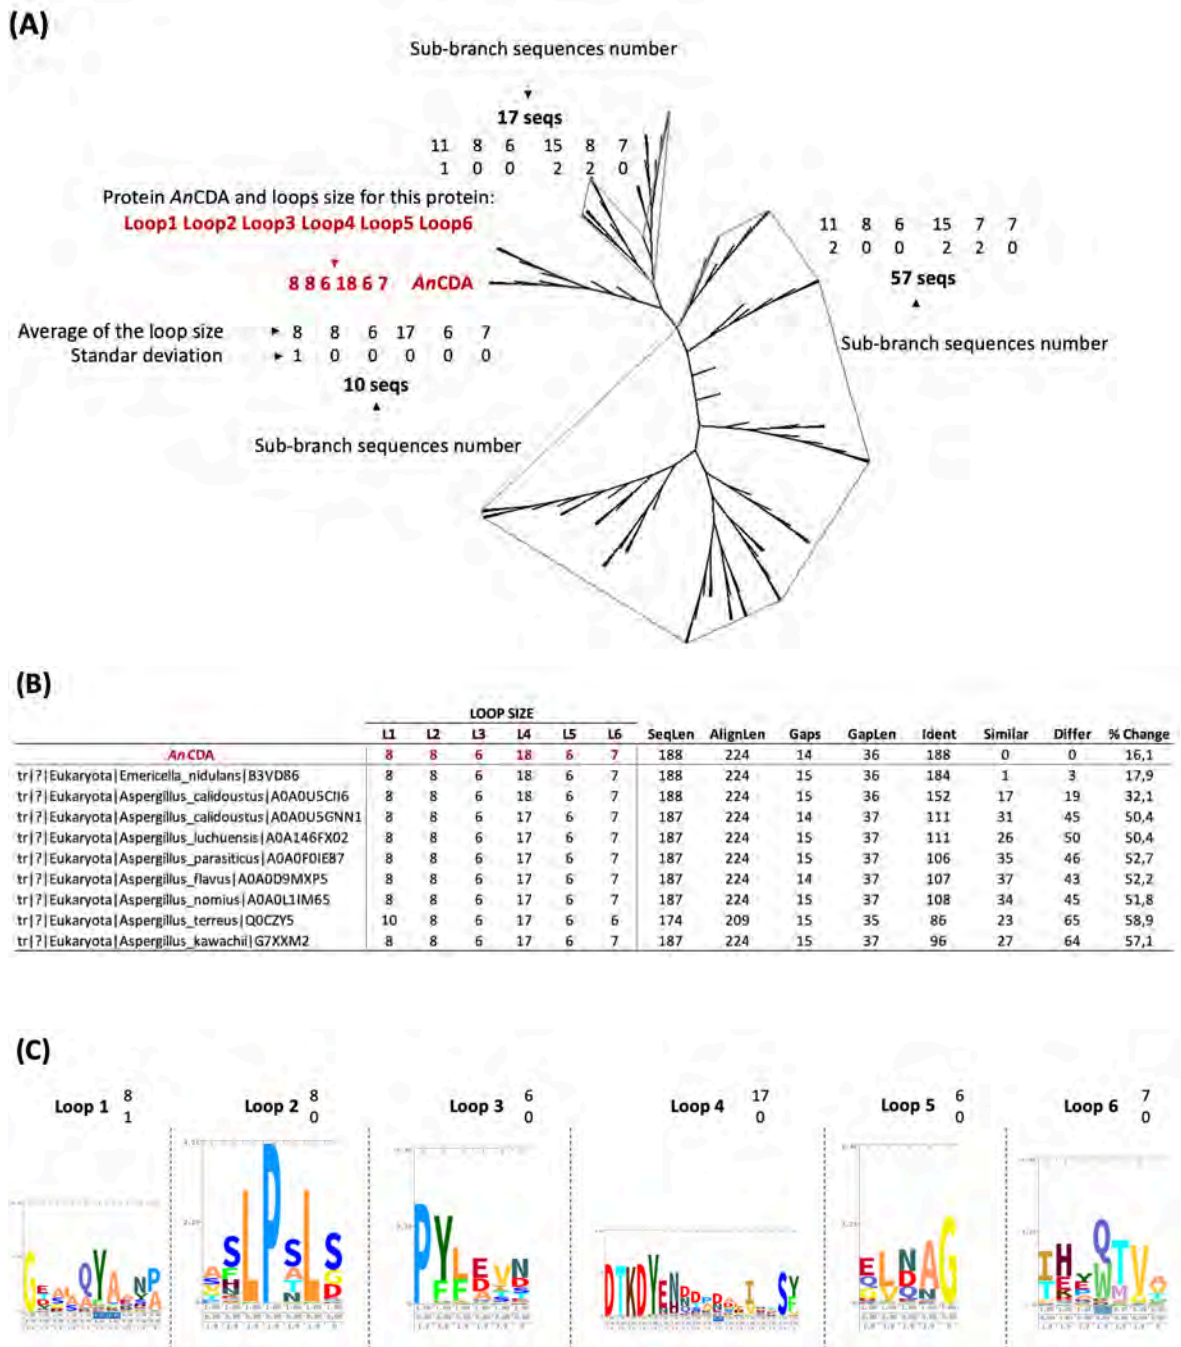 (A)
Sub-branch sequences number
17 seqs
11 8 6 15 8 7
1 0 0 2 2 0
Protein AnCDA and loops size for this protein:
Loop1 Loop2 Loop3 Loop4 Loop5 Loop6
8 8 6 18 6 7 AnCDA
Average of the loop size 8 8 6 17 6 7
Standar deviation 1 0 0 0 0 0
10 seqs
Sub-branch sequences number
11 8 6 15 7 7
2 0 0 2 2 0
57 seqs
Sub-branch sequences number
(B)
LOOP SIZE
L1 L2 L3 L4 L5 L6 SeqLen AlignLen Gaps GapLen Ident Similar Differ % Change
AnCDA 8 8 6 18 6 7 188 224 14 36 188 0 0 16,1
tr|?|Eukaryota|Emericella_nidulans|B3VD86 8 8 6 18 6 7 188 224 15 36 184 1 3 17,9
tr|?|Eukaryota|Aspergillus_calidoustus|A0A0U5CII6 8 8 6 18 6 7 188 224 15 36 152 17 19 32,1
tr|?|Eukaryota|Aspergillus_calidoustus|A0A0U5GNN1 8 8 6 17 6 7 187 224 14 37 111 31 45 50,4
tr|?|Eukaryota|Aspergillus_luchuensis|A0A146FX02 8 8 6 17 6 7 187 224 15 37 111 26 50 50,4
tr|?|Eukaryota|Aspergillus_parasiticus|A0A0F0IE87 8 8 6 17 6 7 187 224 15 37 106 35 46 52,7
tr|?|Eukaryota|Aspergillus_flavus|A0A0D9MXP5 8 8 6 17 6 7 187 224 14 37 107 37 43 52,2
tr|?|Eukaryota|Aspergillus_nomius|A0A0L1IM65 8 8 6 17 6 7 187 224 15 37 108 34 45 51,8
tr|?|Eukaryota|Aspergillus_terreus|Q0CZY5 10 8 6 17 6 6 174 209 15 35 86 23 65 58,9
tr|?|Eukaryota|Aspergillus_kawachii|G7XXM2 8 8 6 17 6 7 187 224 15 37 96 27 64 57,1
(C)
Loop 1 8 1
Loop 2 8 0
Loop 3 6 0
Loop 4 17 0
Loop 5 6 0
Loop 6 7 0